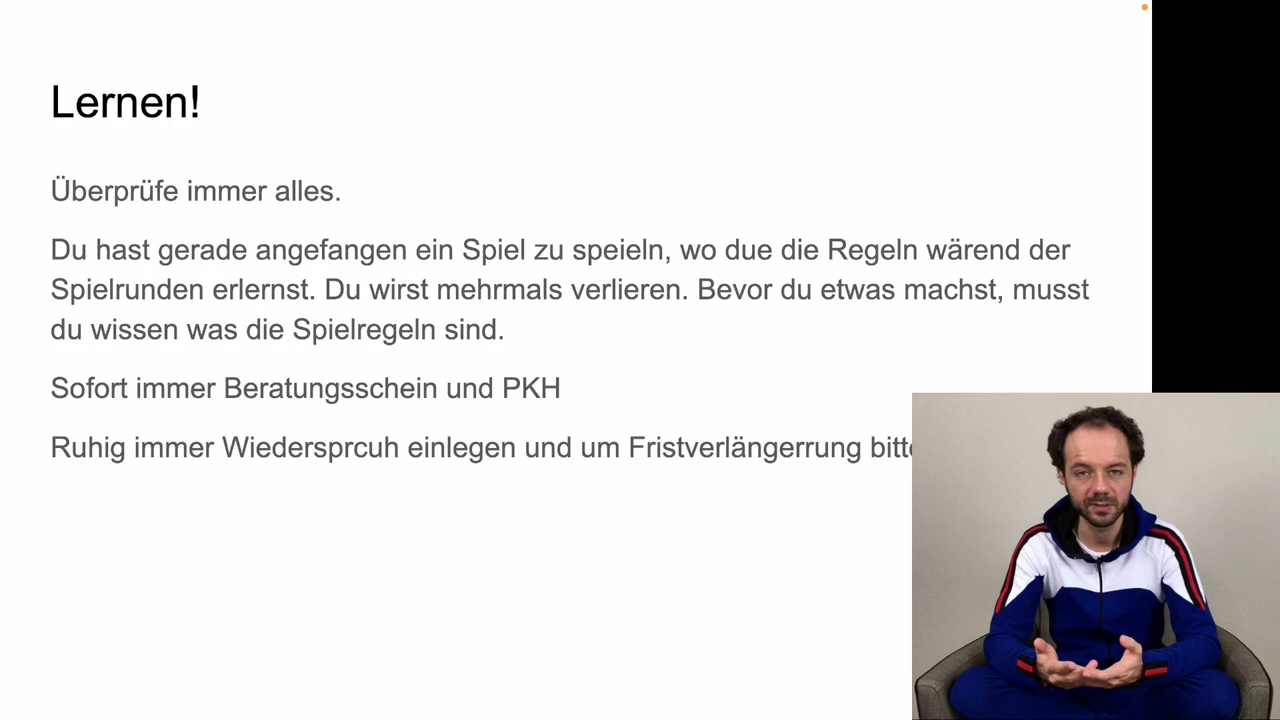 Lernen!
Überprüfe immer alles.
Du hast gerade angefangen ein Spiel zu speieln, wo due die Regeln wärend der
Spielrunden erlernst. Du wirst mehrmals verlieren. Bevor du etwas machst, musst
du wissen was die Spielregeln sind.
Sofort immer Beratungsschein und PKH
Ruhig immer Wiedersprcuh einlegen und um Fristverlängerrung